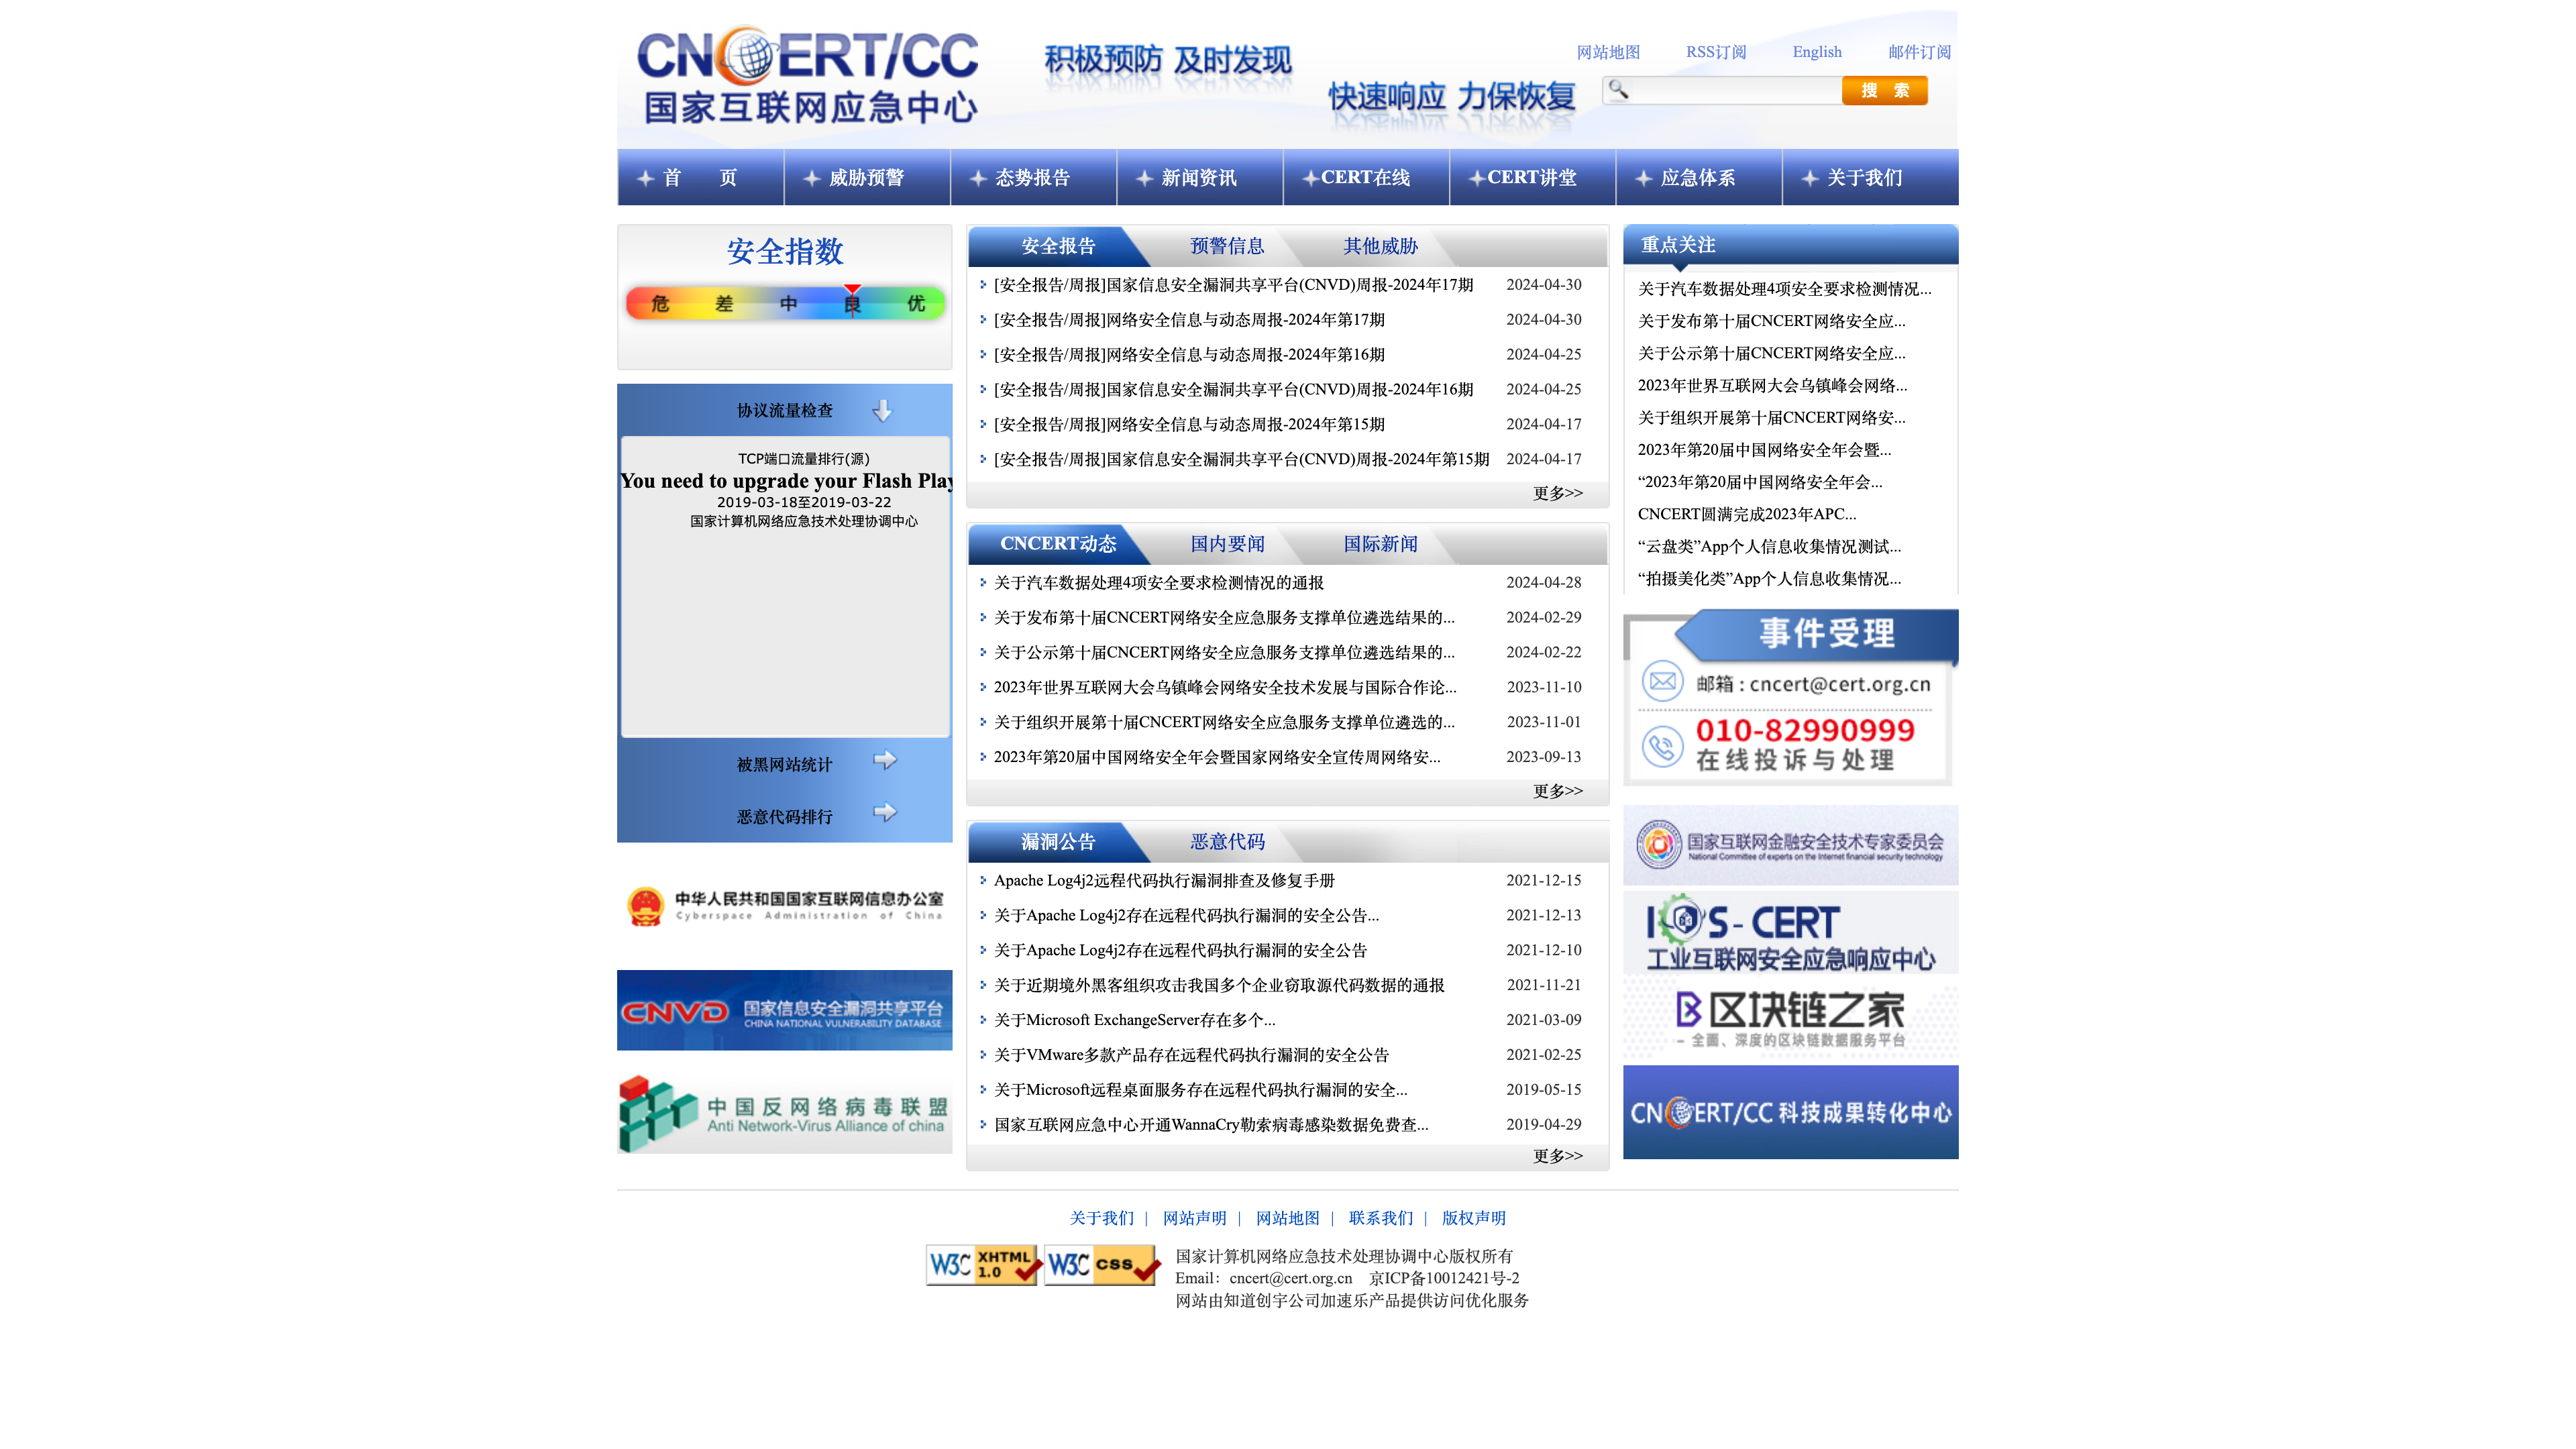 CNCERT/CC
国家互联网应急中心
积极预防 及时发现
快速响应 力保恢复
网站地图 RSS订阅 English 邮件订阅
搜 索
首 页 威胁预警 态势报告 新闻资讯 CERT在线 CERT讲堂 应急体系 关于我们
安全指数
危 差 中 良 优
协议流量检查
TCP端口流量排行(源)
You need to upgrade your Flash Play
2019-03-18至2019-03-22
国家计算机网络应急技术处理协调中心
被黑网站统计
恶意代码排行
中华人民共和国国家互联网信息办公室
Cyberspace Administration of China
CNVD 国家信息安全漏洞共享平台
CHINA NATIONAL VULNERABILITY DATABASE
中国反网络病毒联盟
Anti Network-Virus Alliance of china
安全报告 预警信息 其他威胁
[安全报告/周报]国家信息安全漏洞共享平台(CNVD)周报-2024年17期 2024-04-30
[安全报告/周报]网络安全信息与动态周报-2024年第17期 2024-04-30
[安全报告/周报]网络安全信息与动态周报-2024年第16期 2024-04-25
[安全报告/周报]国家信息安全漏洞共享平台(CNVD)周报-2024年16期 2024-04-25
[安全报告/周报]网络安全信息与动态周报-2024年第15期 2024-04-17
[安全报告/周报]国家信息安全漏洞共享平台(CNVD)周报-2024年第15期 2024-04-17
更多>>
CNCERT动态 国内要闻 国际新闻
关于汽车数据处理4项安全要求检测情况的通报 2024-04-28
关于发布第十届CNCERT网络安全应急服务支撑单位遴选结果的... 2024-02-29
关于公示第十届CNCERT网络安全应急服务支撑单位遴选结果的... 2024-02-22
2023年世界互联网大会乌镇峰会网络安全技术发展与国际合作论... 2023-11-10
关于组织开展第十届CNCERT网络安全应急服务支撑单位遴选的... 2023-11-01
2023年第20届中国网络安全年会暨国家网络安全宣传周网络安... 2023-09-13
更多>>
漏洞公告 恶意代码
Apache Log4j2远程代码执行漏洞排查及修复手册 2021-12-15
关于Apache Log4j2存在远程代码执行漏洞的安全公告... 2021-12-13
关于Apache Log4j2存在远程代码执行漏洞的安全公告 2021-12-10
关于近期境外黑客组织攻击我国多个企业窃取源代码数据的通报 2021-11-21
关于Microsoft ExchangeServer存在多个... 2021-03-09
关于VMware多款产品存在远程代码执行漏洞的安全公告 2021-02-25
关于Microsoft远程桌面服务存在远程代码执行漏洞的安全... 2019-05-15
国家互联网应急中心开通WannaCry勒索病毒感染数据免费查... 2019-04-29
更多>>
重点关注
关于汽车数据处理4项安全要求检测情况...
关于发布第十届CNCERT网络安全应...
关于公示第十届CNCERT网络安全应...
2023年世界互联网大会乌镇峰会网络...
关于组织开展第十届CNCERT网络安...
2023年第20届中国网络安全年会暨...
“2023年第20届中国网络安全年会...
CNCERT圆满完成2023年APC...
“云盘类”App个人信息收集情况测试...
“拍摄美化类”App个人信息收集情况...
事件受理
邮箱 : cncert@cert.org.cn
010-82990999
在线投诉与处理
国家互联网金融安全技术专家委员会
National Committee of experts on the Internet financial security technology
ICS-CERT
工业互联网安全应急响应中心
区块链之家
– 全面、深度的区块链数据服务平台
CNCERT/CC 科技成果转化中心
关于我们 | 网站声明 | 网站地图 | 联系我们 | 版权声明
W3C XHTML 1.0 W3C css
国家计算机网络应急技术处理协调中心版权所有
Email：cncert@cert.org.cn 京ICP备10012421号-2
网站由知道创宇公司加速乐产品提供访问优化服务